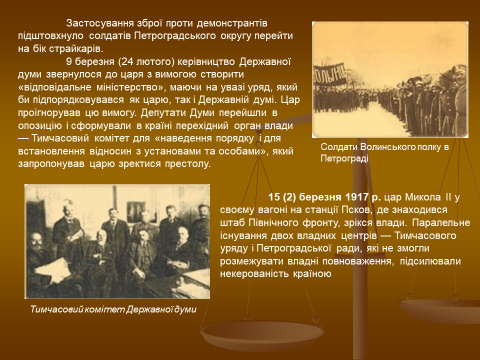 Застосування зброї проти демонстрантів
підштовхнуло солдатів Петроградського округу перейти
на бік страйкарів.
9 березня (24 лютого) керівництво Державної
думи звернулося до царя з вимогою створити
«відповідальне міністерство», маючи на увазі уряд, який
би підпорядковувався як царю, так і Державній думі. Цар
проігнорував цю вимогу. Депутати Думи перейшли в
опозицію і сформували в країні перехідний орган влади
— Тимчасовий комітет для «наведення порядку і для
встановлення відносин з установами та особами», який
запропонував царю зректися престолу.
Солдати Волинського полку в
Петрограді
15 (2) березня 1917 р. цар Микола II у
своєму вагоні на станції Псков, де знаходився
штаб Північного фронту, зрікся влади. Паралельне
існування двох владних центрів — Тимчасового
уряду і Петроградської ради, які не змогли
розмежувати владні повноваження, підсилювали
некерованість країною
Тимчасовий комітет Державної думи